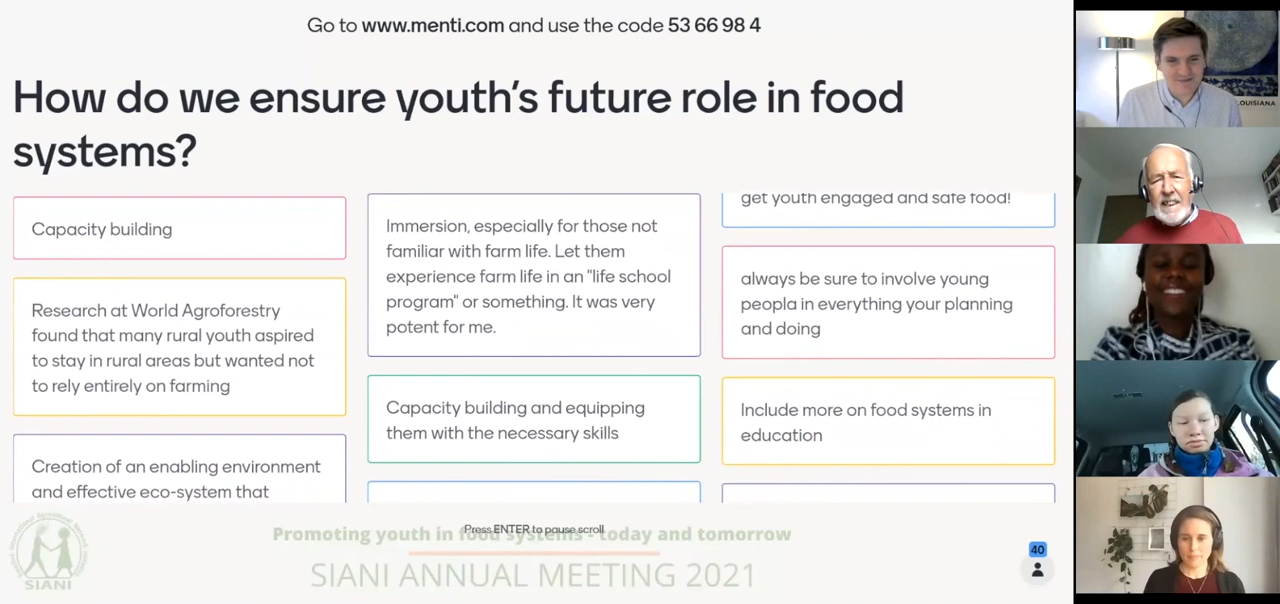 Go to www.menti.com and use the code 53 66 98 4
How do we ensure youth's future role in food
systems?
Capacity building
Research at World Agroforestry
found that many rural youth aspired
to stay in rural areas but wanted not
to rely entirely on farming
Creation of an enabling environment
and effective eco-system that
Immersion, especially for those not
familiar with farm life. Let them
experience farm life in an "life school
program" or something. It was very
potent for me.
Capacity building and equipping
them with the necessary skills
get youth engaged and safe food!
always be sure to involve young
peopla in everything your planning
and doing
Include more on food systems in
education
Press ENTER to pause scroll
Promoting youth in food systems - today and tomorrow
SIANI ANNUAL MEETING 2021
SIANI
40
OUISIANA